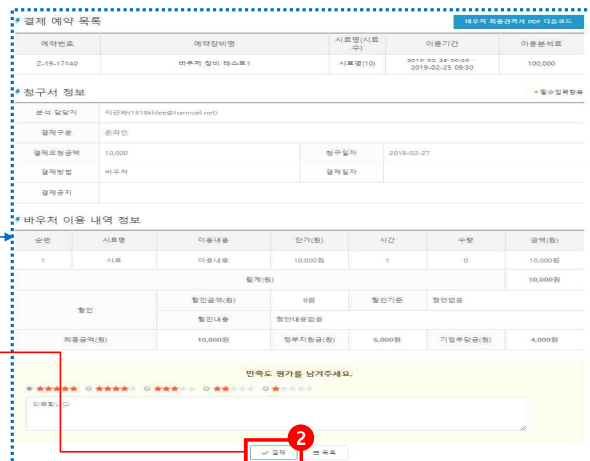 결제 예약 목록
바우처 최종견적서 PDF 다운로드
예약번호 예약장비명 시료명(시료수) 이용기간 이용분석료
Z-19-17140 바우처 장비 테스트1 시료명(10) 2019-02-25 09:30 100,000
청구서 정보
*필수입력항목
분석 담당자
결제구분 온라인
결제요청금액 10,000 청구일자 2019-02-27
결제방법 바우처 결제일자
결제공지
바우처 이용 내역 정보
순번 시료명 이용내용 단가(원) 시간 수량 금액(원)
1 시료 이용내용 10,000원 1 0 10,000원
합계(원) 10,000원
할인 할인금액(원) 0원 할인기준 할인없음
할인내용 할인내용없음
최종금액(원) 10,000원 정부지원금(원) 6,000원 기업부담금(원) 4,000원
만족도 평가를 남겨주세요.
만족합니다
2
결제 목록